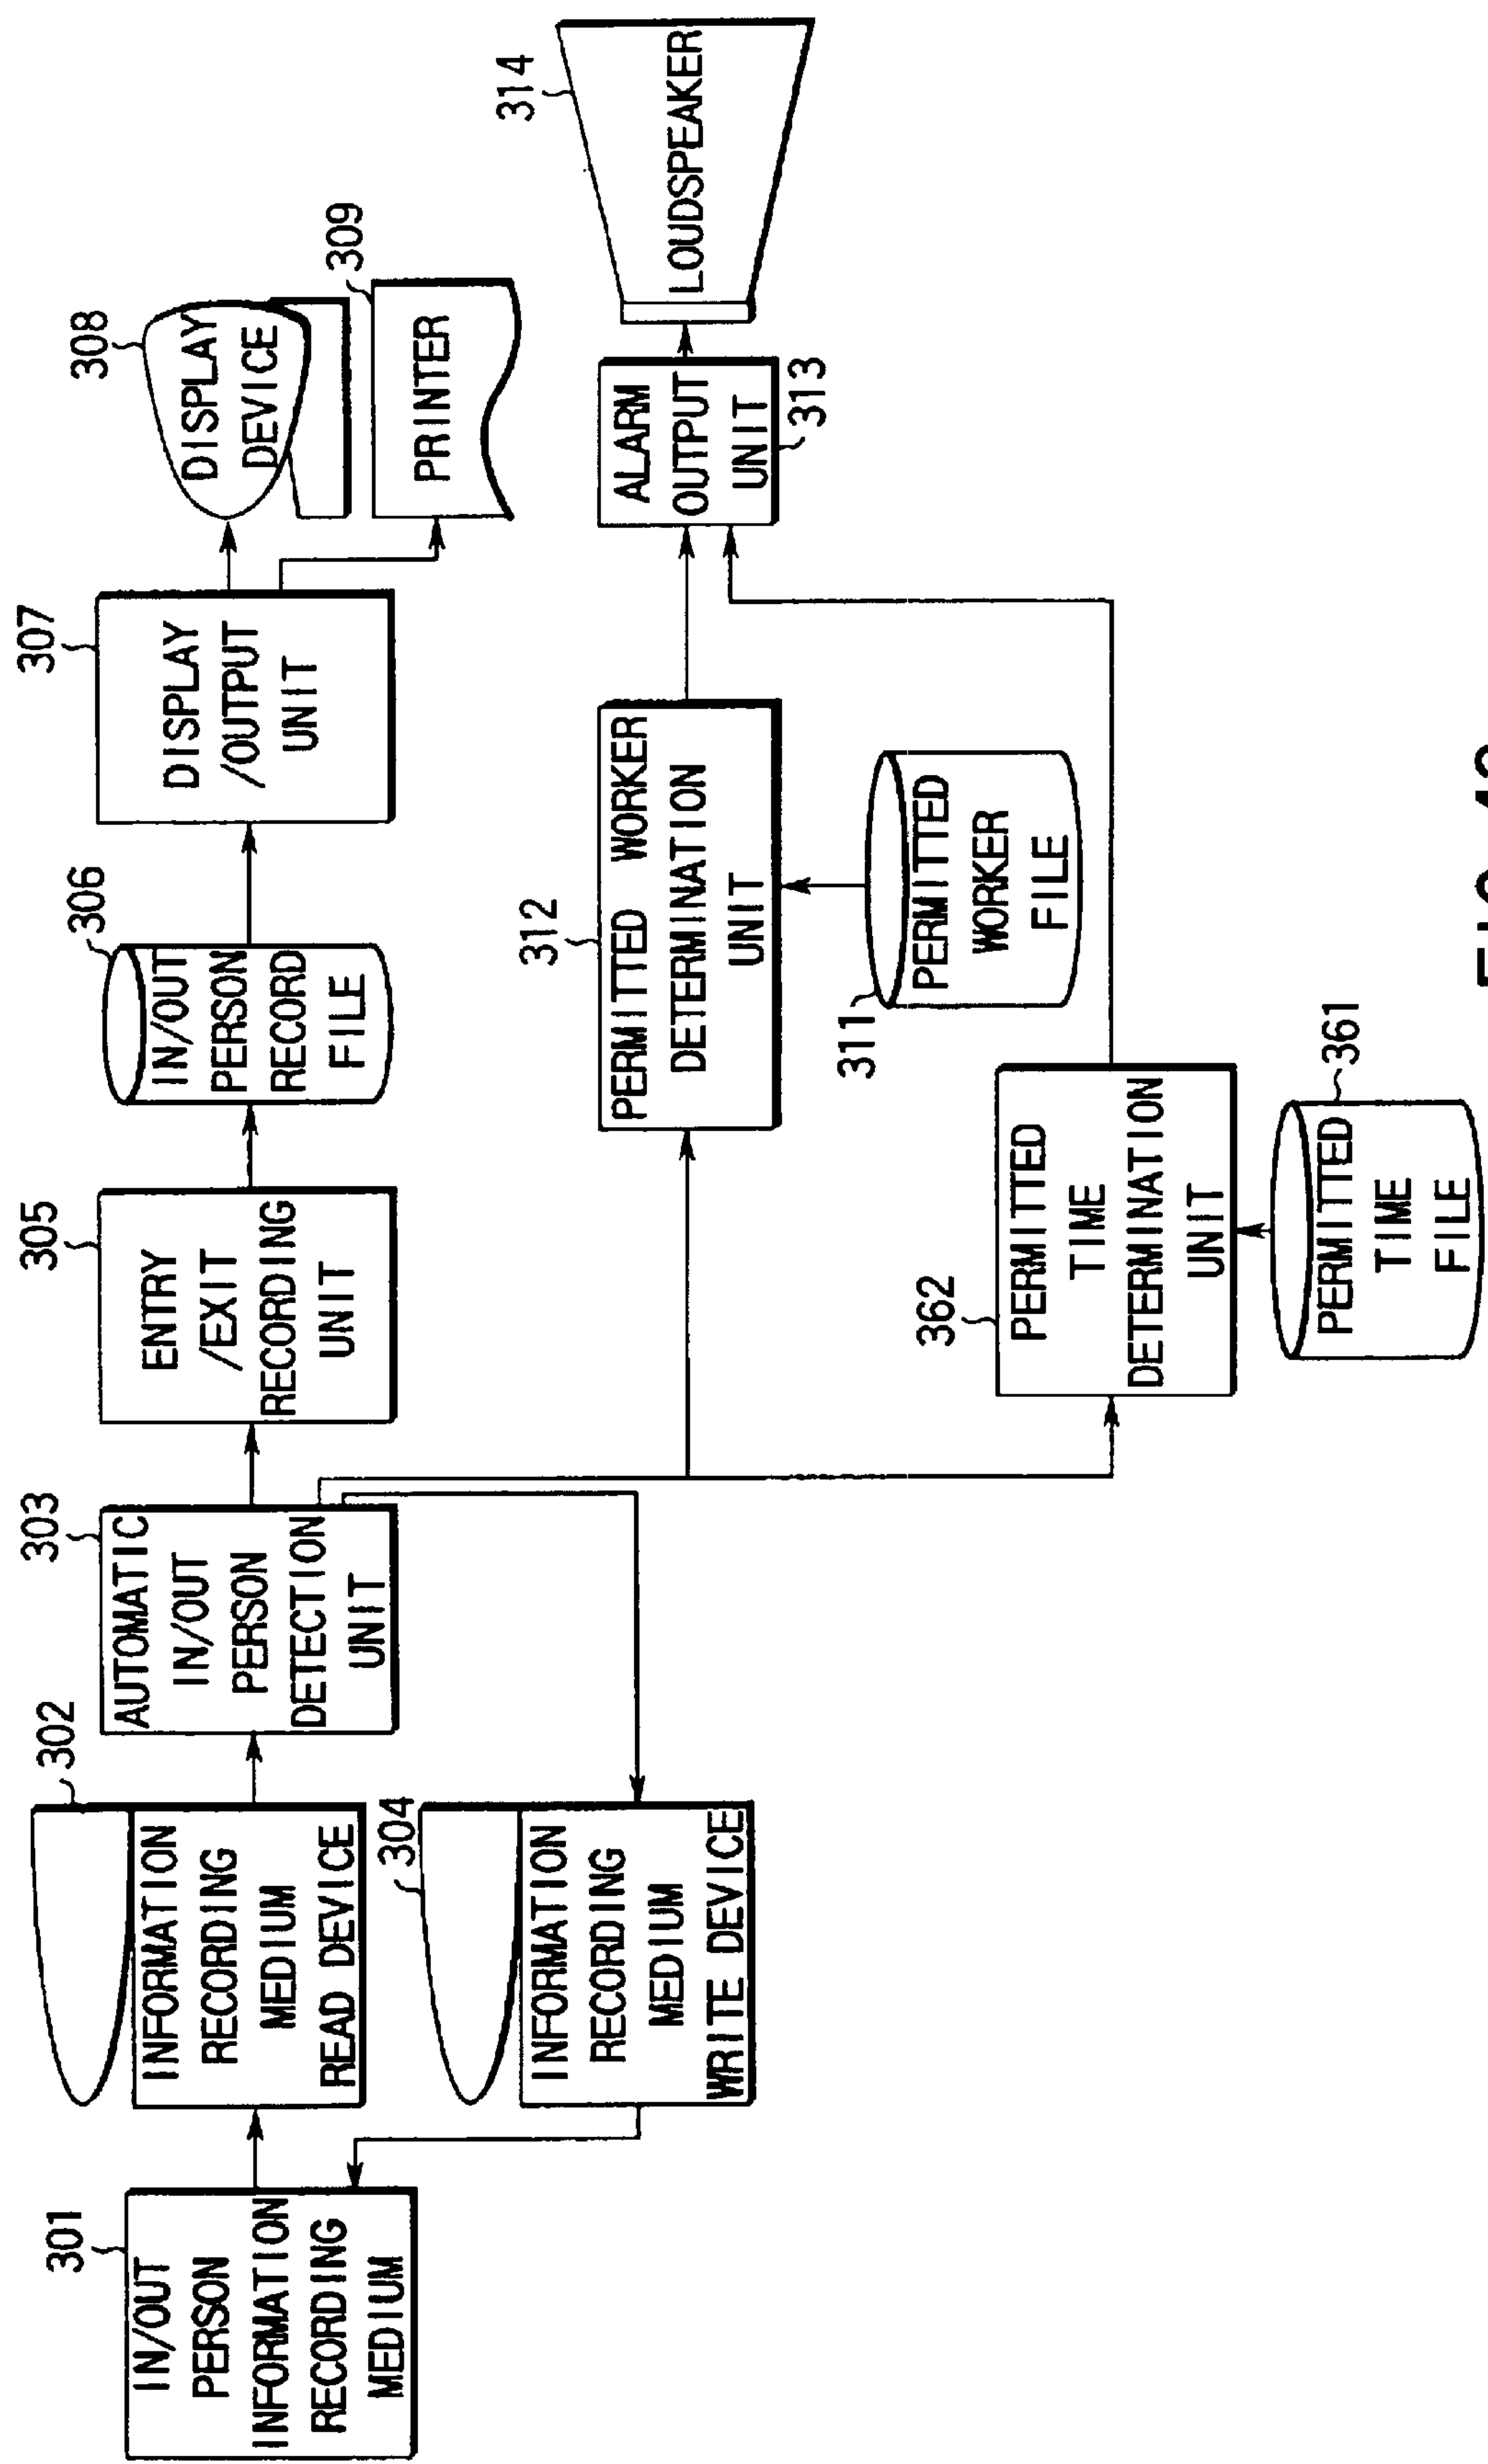 301
IN/OUT
PERSON
INFORMATION
RECORDING
MEDIUM
302
INFORMATION
RECORDING
MEDIUM
READ DEVICE
304
INFORMATION
RECORDING
MEDIUM
WRITE DEVICE
303
AUTOMATIC
IN/OUT
PERSON
DETECTION
UNIT
305
ENTRY
/EXIT
RECORDING
UNIT
306
IN/OUT
PERSON
RECORD
FILE
307
DISPLAY
/OUTPUT
UNIT
308
DISPLAY
DEVICE
309
PRINTER
312
PERMITTED WORKER
DETERMINATION
UNIT
311
PERMITTED
WORKER
FILE
362
PERMITTED
TIME
DETERMINATION
UNIT
361
PERMITTED
TIME
FILE
ALARM
OUTPUT
UNIT
313
314
LOUDSPEAKER